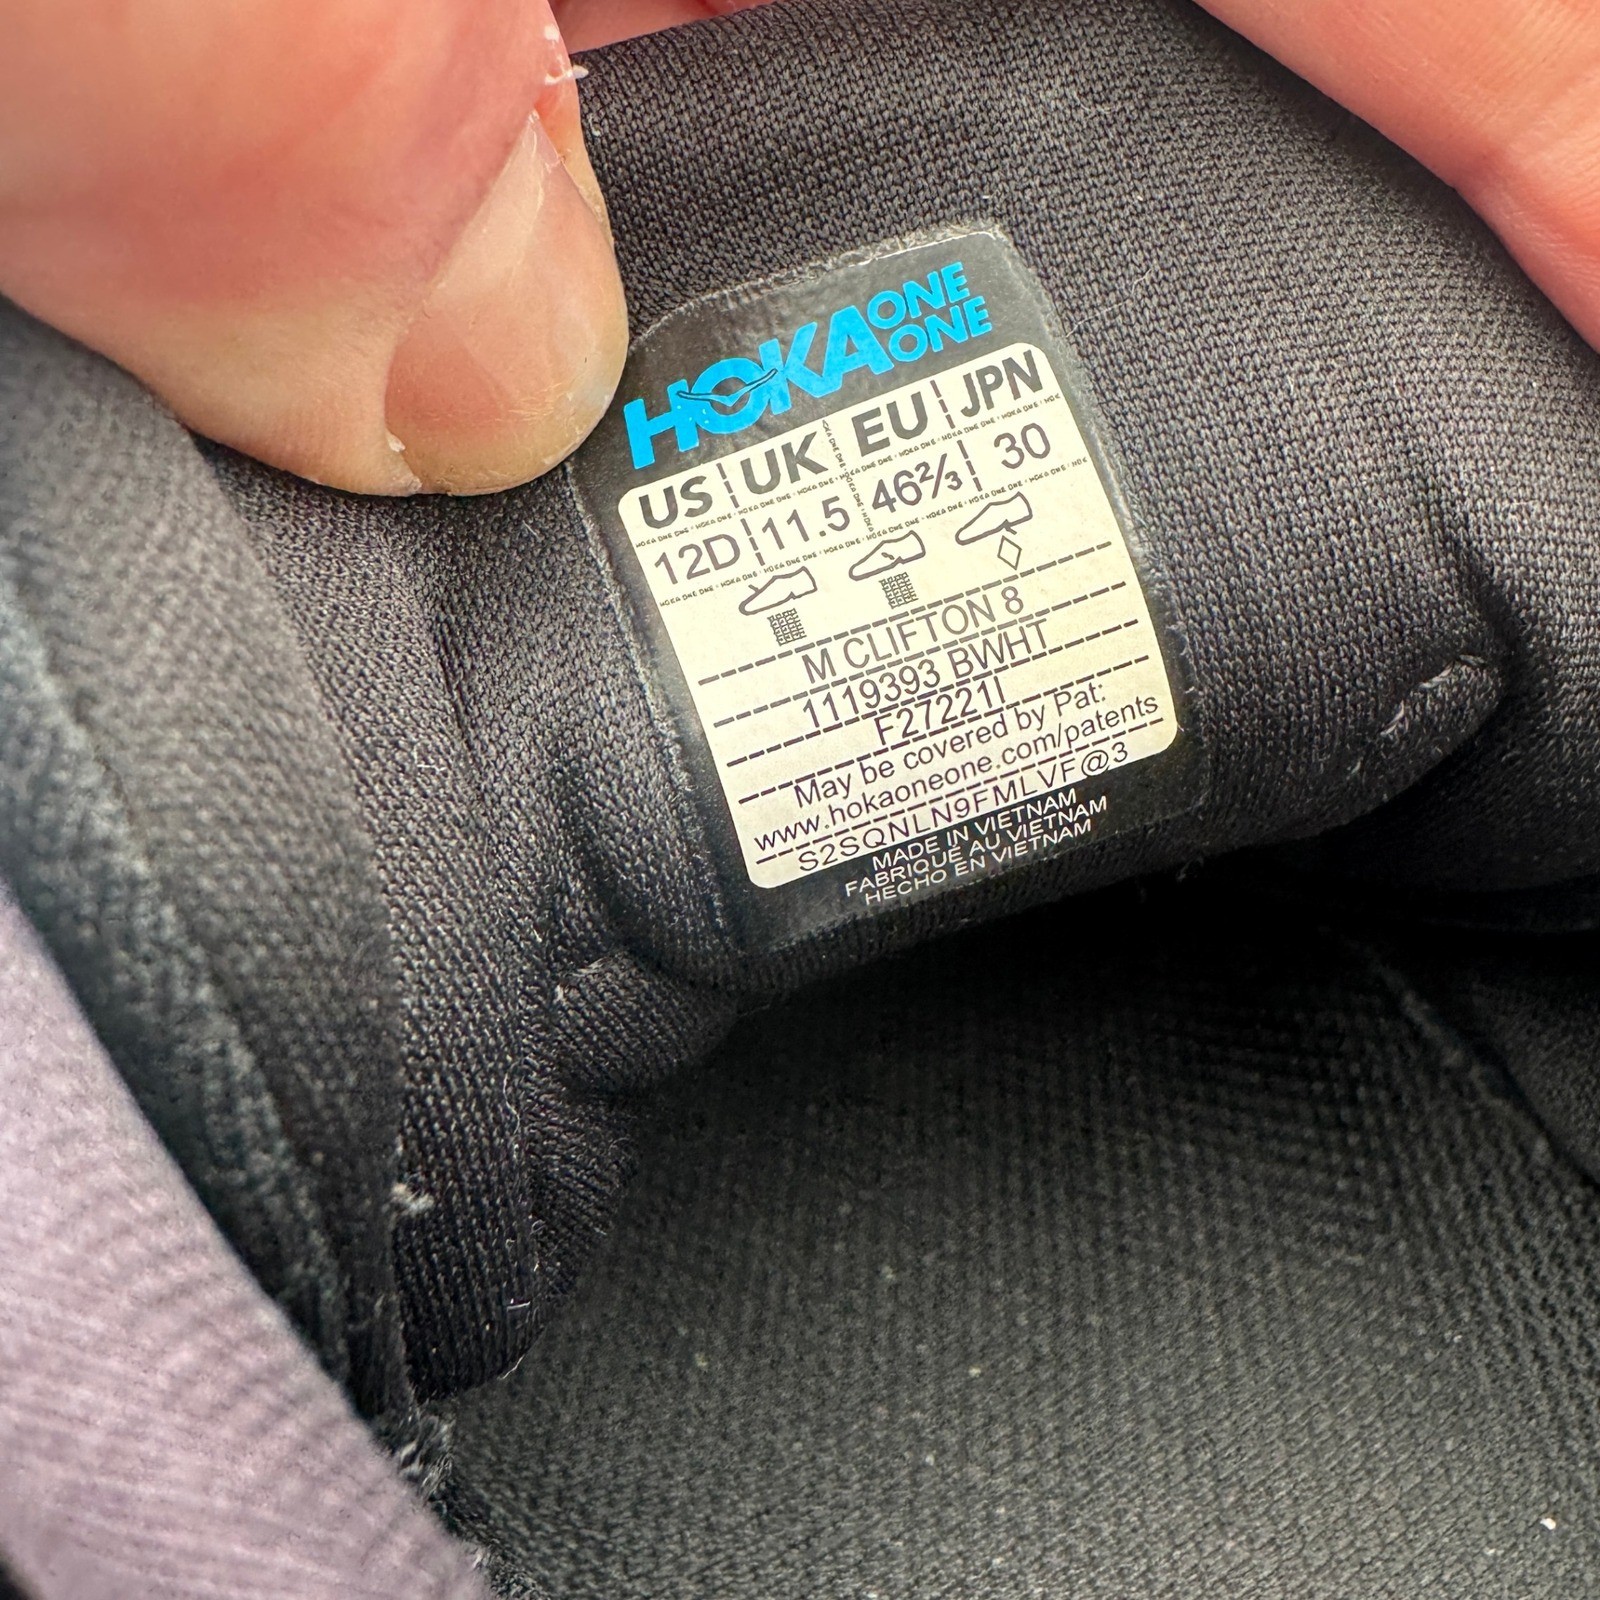 HOKA ONE ONE
US UK EU JPN
12D 11.5 46⅔ 30
M CLIFTON 8
1119393 BWHT
F27221I
May be covered by Pat:
www.hokaoneone.com/patents
S2SQNLN9FMLVF@3
MADE IN VIETNAM
FABRIQUÉ AU VIETNAM
HECHO EN VIETNAM